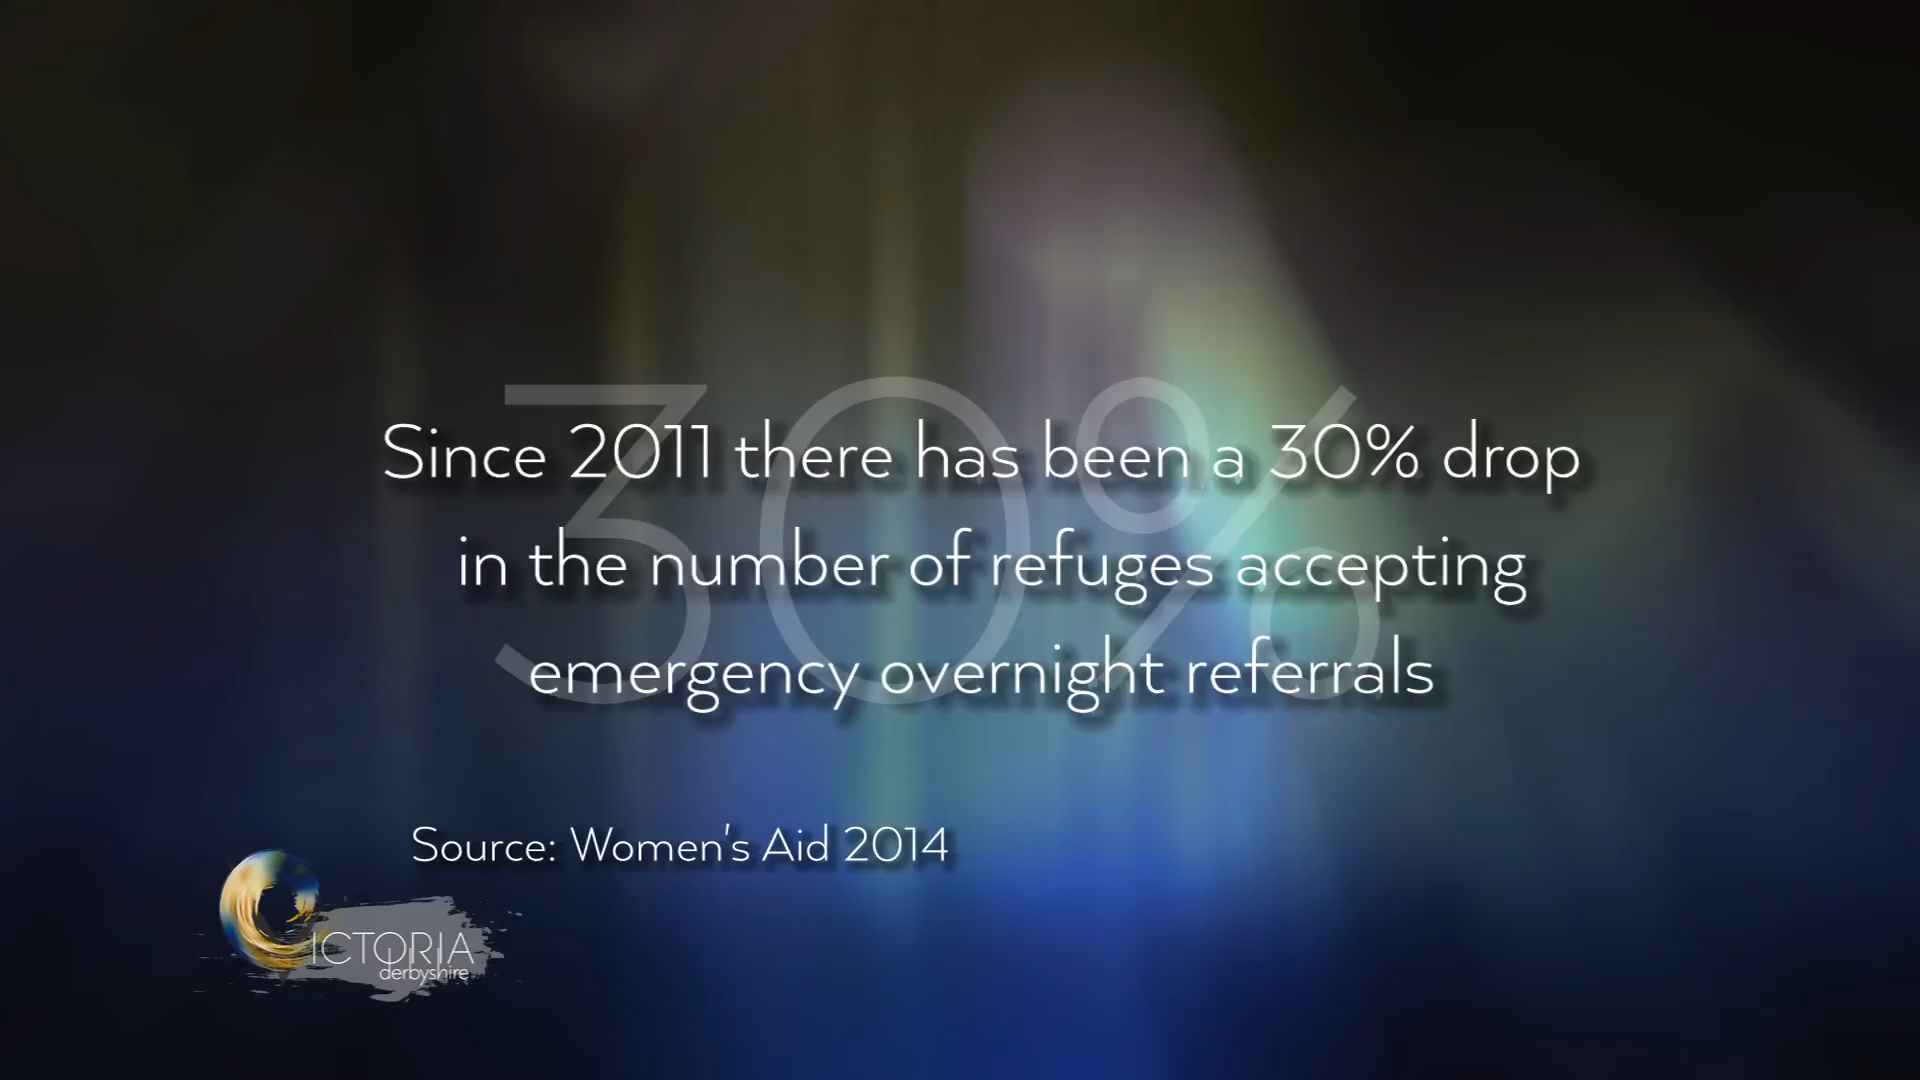 30%
Since 2011 there has been a 30% drop
in the number of refuges accepting
emergency overnight referrals
Source: Women's Aid 2014
VICTORIA
derbyshire